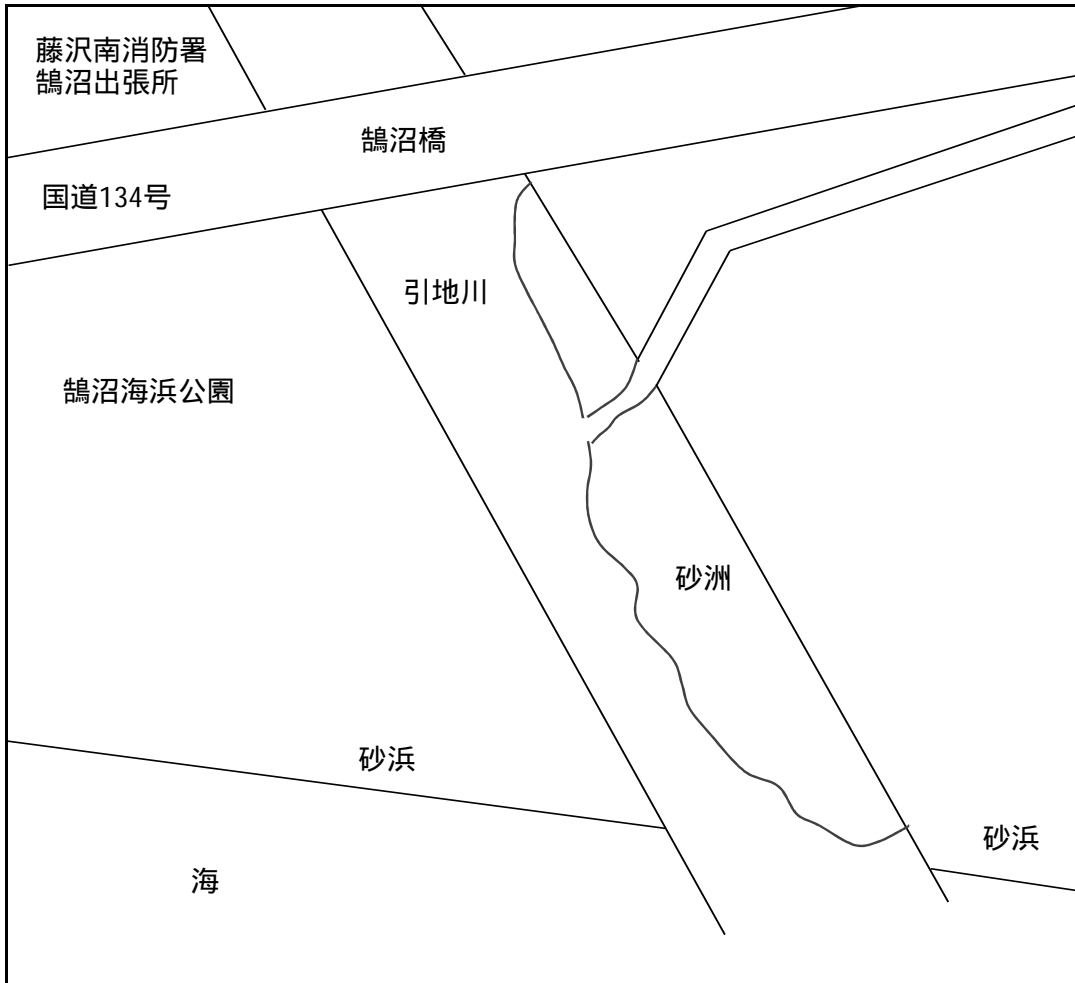 藤沢南消防署
鵠沼出張所
鵠沼橋
国道134号
引地川
鵠沼海浜公園
砂洲
砂浜
砂浜
海